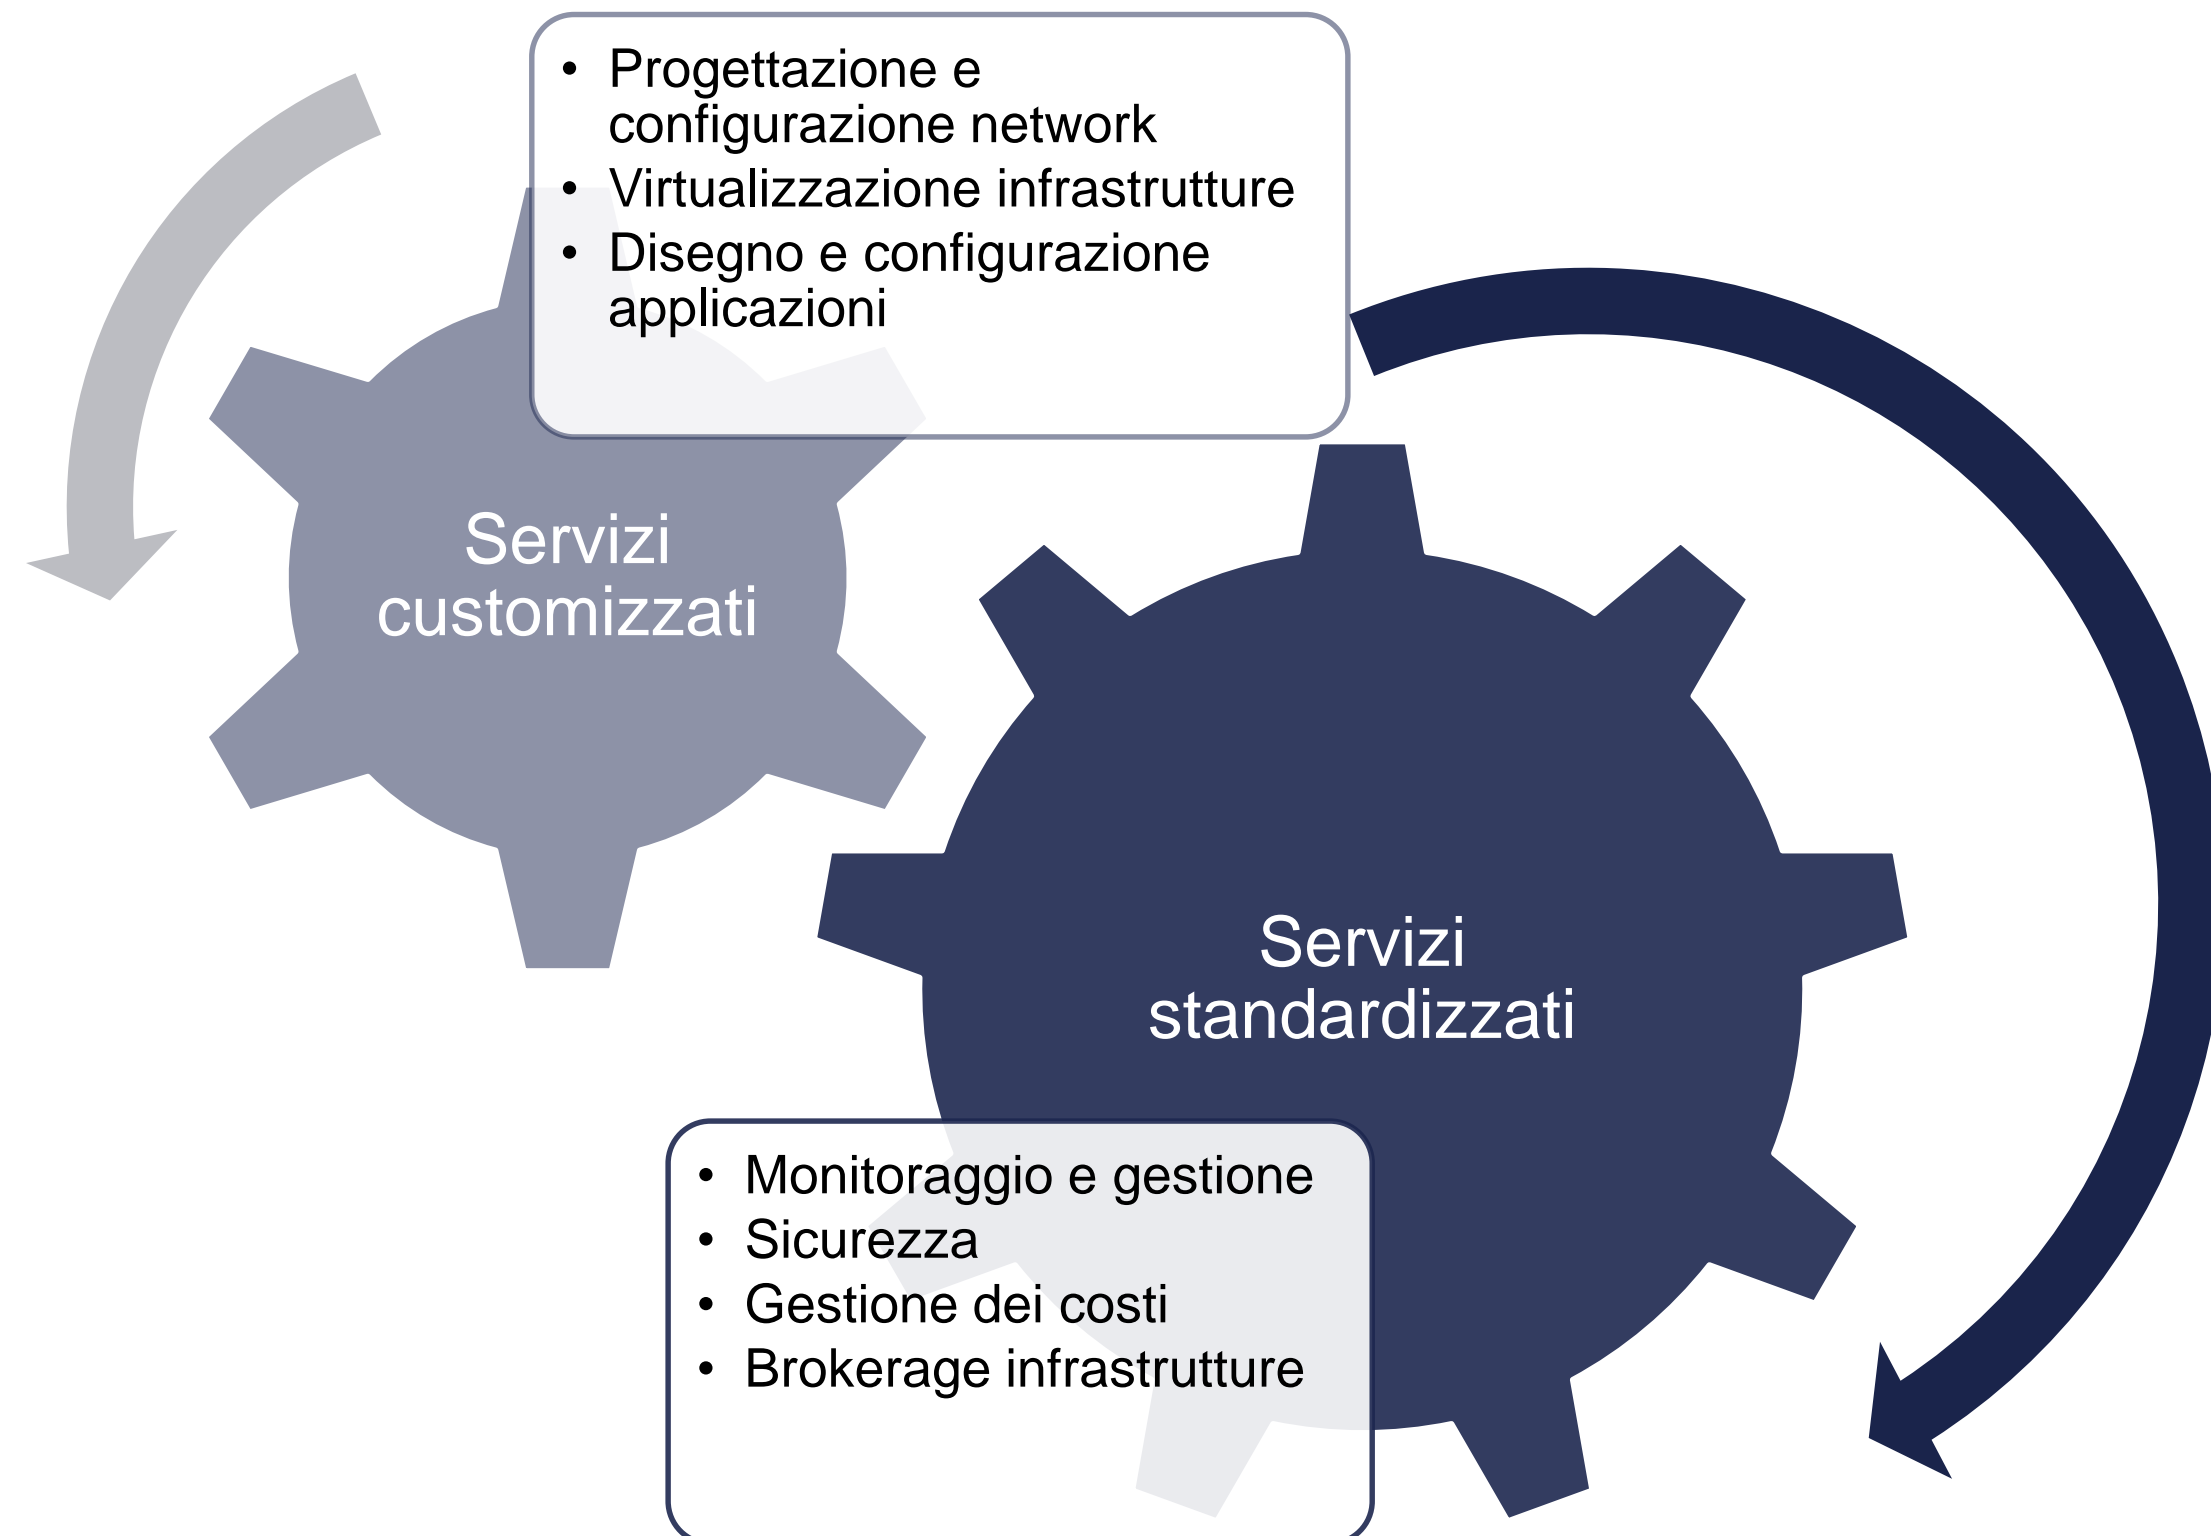 • Progettazione e
configurazione network
• Virtualizzazione infrastrutture
• Disegno e configurazione
applicazioni
Servizi
customizzati
Servizi
standardizzati
• Monitoraggio e gestione
• Sicurezza
• Gestione dei costi
• Brokerage infrastrutture